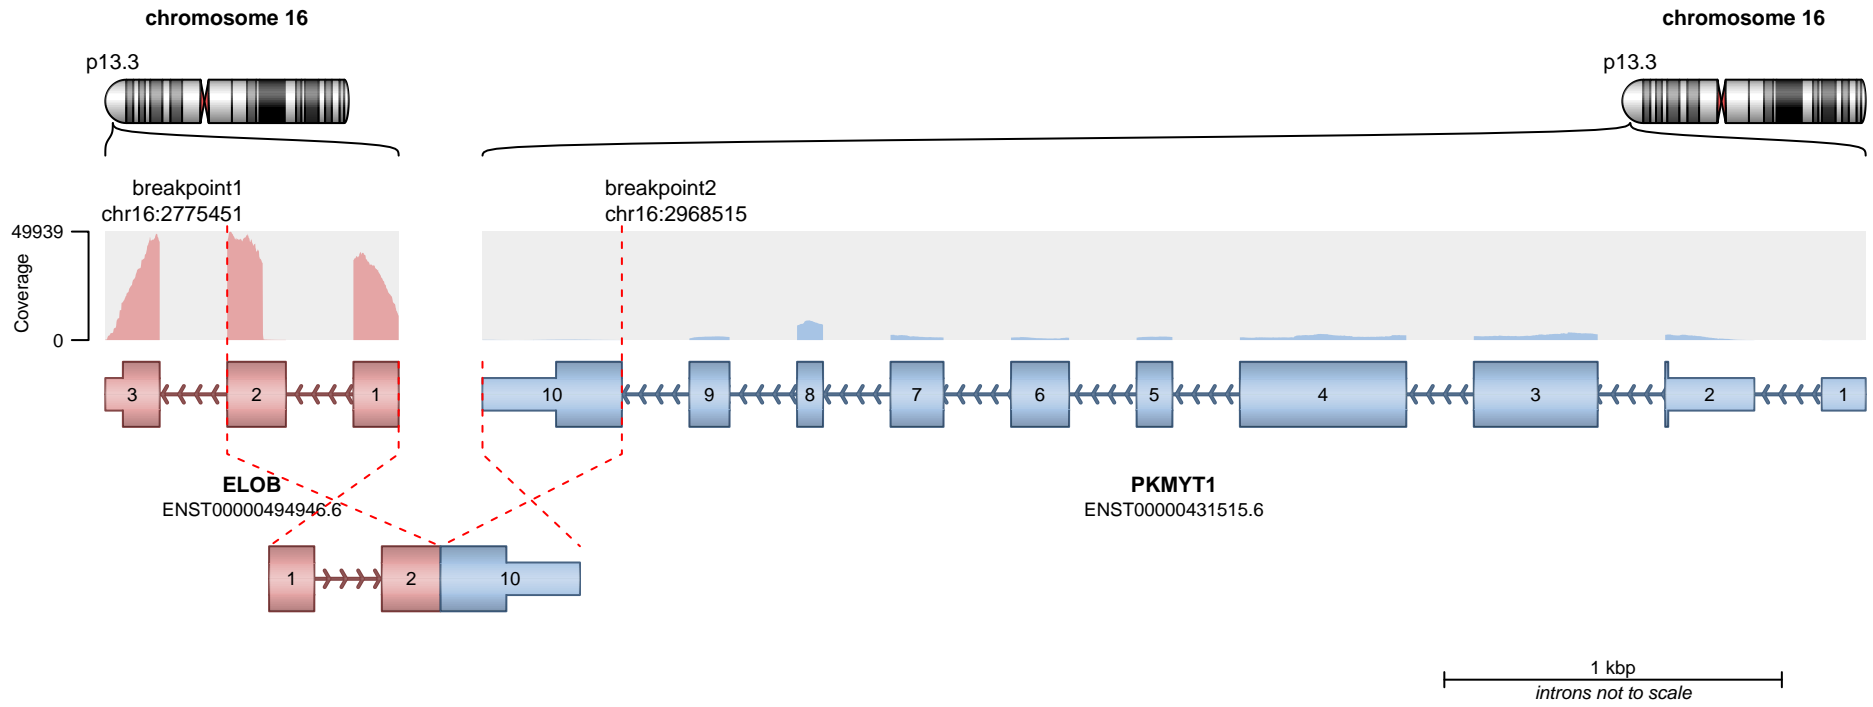 chromosome 16
chromosome 16
p13.3
p13.3
breakpoint1
chr16:2775451
breakpoint2
chr16:2968515
49939
Coverage
0
3 2 1
10 9 8 7 6 5 4 3 2 1
ELOB
ENST00000494946.6
PKMYT1
ENST00000431515.6
1 2 10
1 kbp
introns not to scale